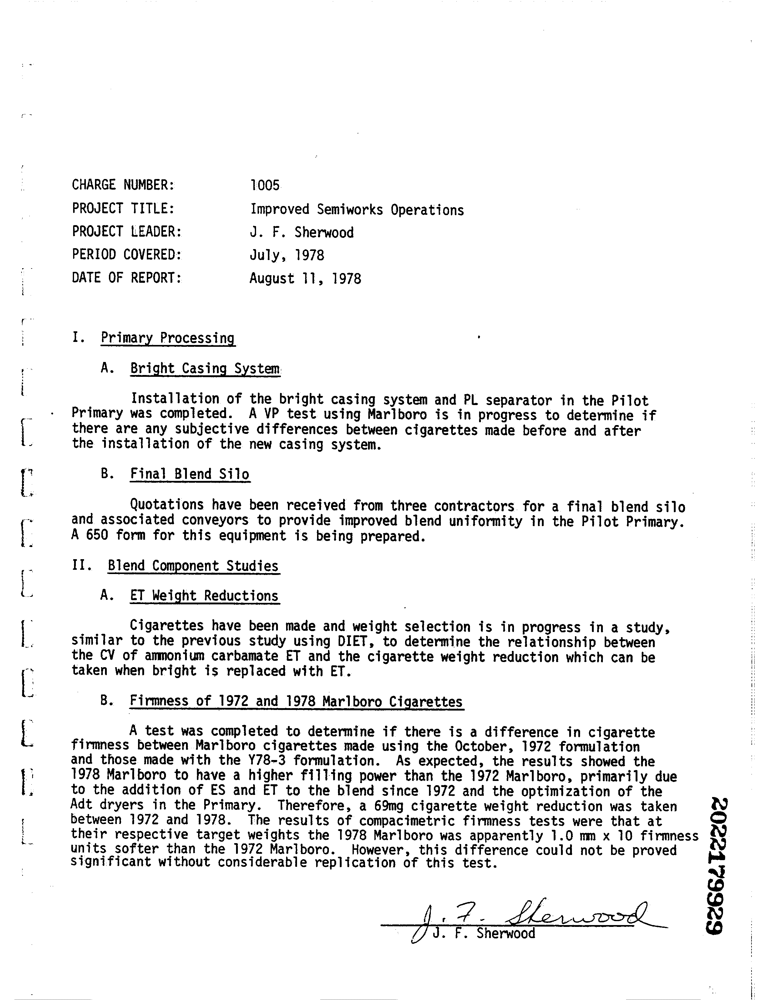 CHARGE NUMBER: 1005
PROJECT TITLE: Improved Semiworks Operations
PROJECT LEADER: J. F. Sherwood
PERIOD COVERED: July, 1978
DATE OF REPORT: August 11, 1978
I. Primary Processing
A. Bright Casing System
Installation of the bright casing system and PL separator in the Pilot
Primary was completed. A VP test using Marlboro is in progress to determine if
there are any subjective differences between cigarettes made before and after
the installation of the new casing system.
B. Final Blend Silo
Quotations have been received from three contractors for a final blend silo
and associated conveyors to provide improved blend uniformity in the Pilot Primary.
A 650 form for this equipment is being prepared.
II. Blend Component Studies
A. ET Weight Reductions
Cigarettes have been made and weight selection is in progress in a study,
similar to the previous study using DIET, to determine the relationship between
the CV of ammonium carbamate ET and the cigarette weight reduction which can be
taken when bright is replaced with ET.
B. Firmness of 1972 and 1978 Marlboro Cigarettes
A test was completed to determine if there is a difference in cigarette
firmness between Marlboro cigarettes made using the October, 1972 formulation
and those made with the Y78-3 formulation. As expected, the results showed the
1978 Marlboro to have a higher filling power than the 1972 Marlboro, primarily due
to the addition of ES and ET to the blend since 1972 and the optimization of the
Adt dryers in the Primary. Therefore, a 69mg cigarette weight reduction was taken
between 1972 and 1978. The results of compacimetric firmness tests were that at
their respective target weights the 1978 Marlboro was apparently 1.0 mm x 10 firmness
units softer than the 1972 Marlboro. However, this difference could not be proved
significant without considerable replication of this test.
J. F. Sherwood
J. F. Sherwood
2022179929